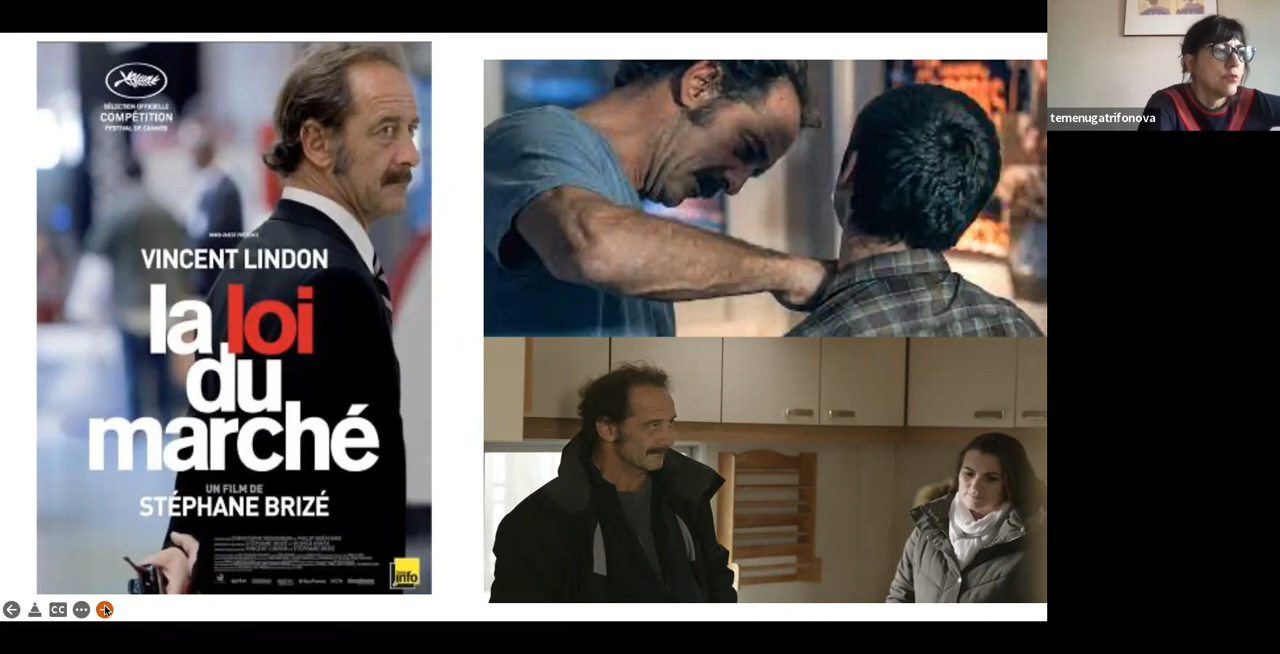 SÉLECTION OFFICIELLE
COMPÉTITION
FESTIVAL DE CANNES
VINCENT LINDON
la loi
du
marché
UN FILM DE
STÉPHANE BRIZÉ
info
CC
temenugatrifonova